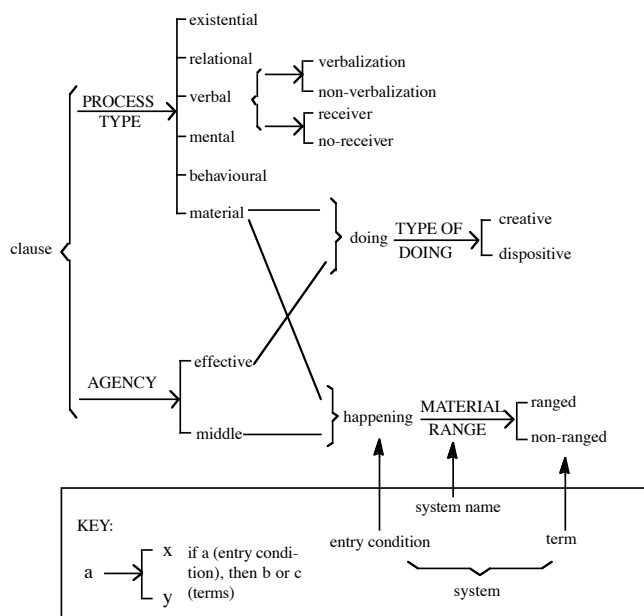 existential
relational
verbalization
PROCESS
TYPE
verbal
non-verbalization
receiver
mental
no-receiver
behavioural
material
clause
doing
TYPE OF
DOING
creative
dispositive
effective
AGENCY
middle
happening
MATERIAL
RANGE
ranged
non-ranged
system name
KEY:
entry condition
term
a
x
y
if a (entry condi-
tion), then b or c
(terms)
system